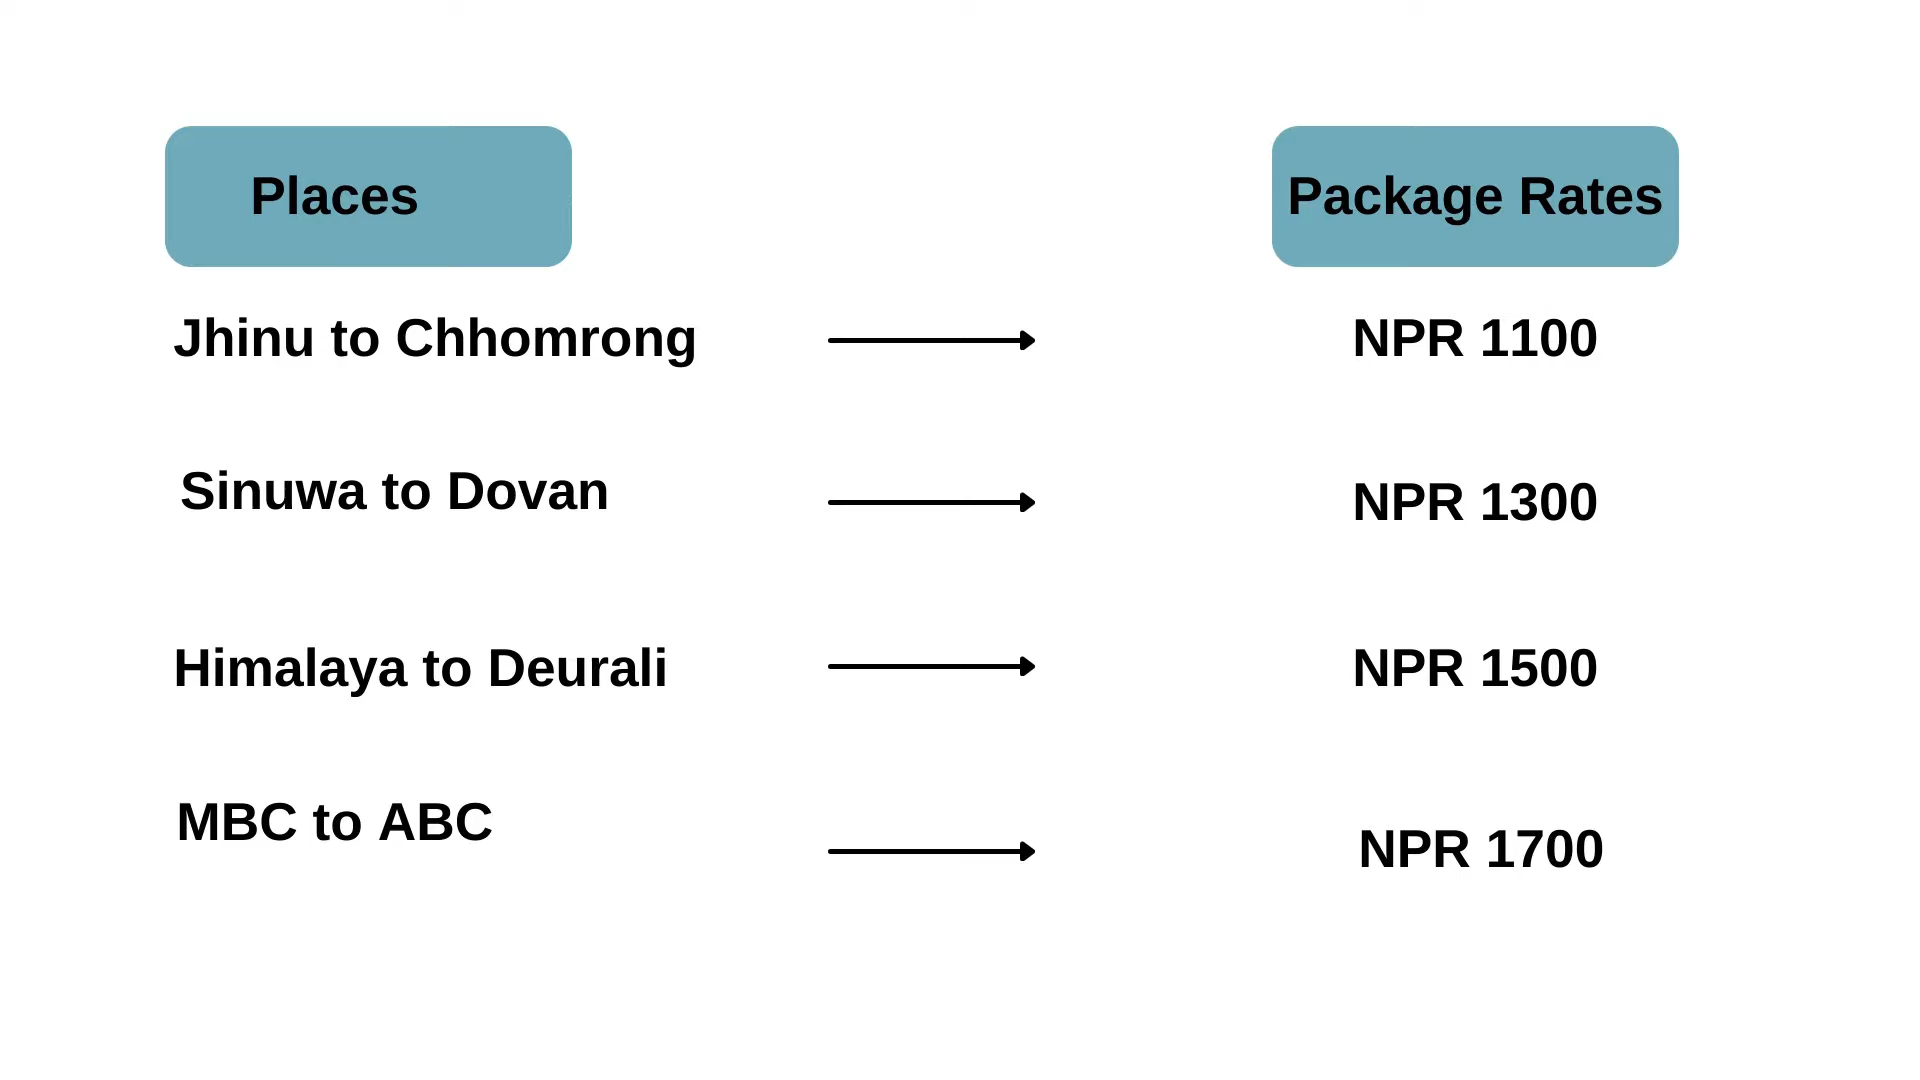 Places
Package Rates
Jhinu to Chhomrong
NPR 1100
Sinuwa to Dovan
NPR 1300
Himalaya to Deurali
NPR 1500
MBC to ABC
NPR 1700